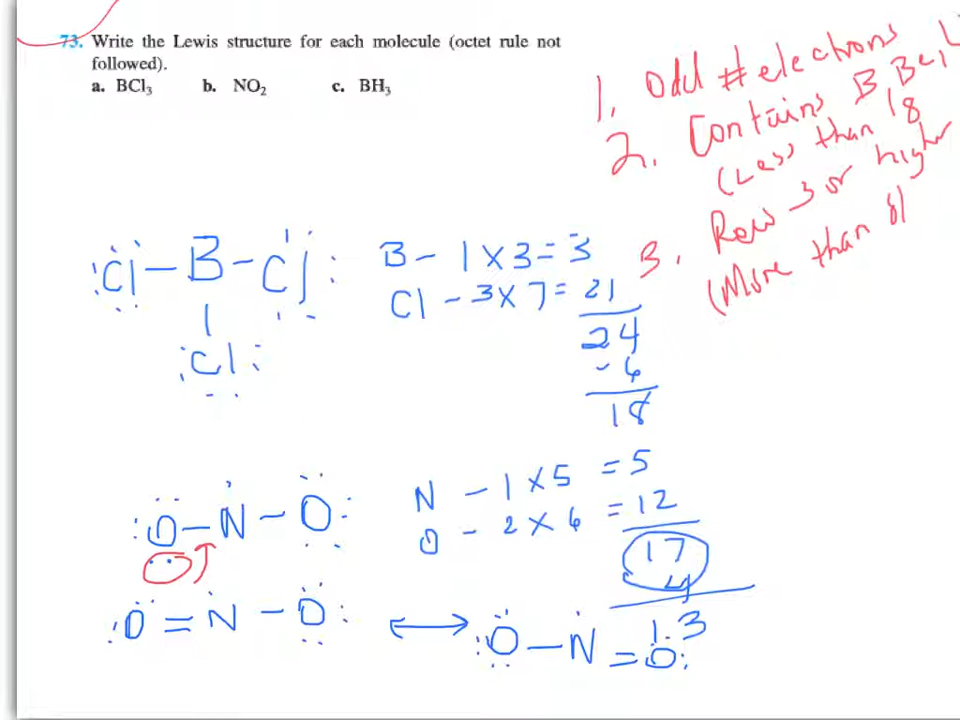 73. Write the Lewis structure for each molecule (octet rule not
followed).
a. BCl3 b. NO2 c. BH3
1. Odd # electrons
2. Contains B, Be,
(Less than 18
3. Row 3 or higher
(More than 8)
Cl - B - Cl
Cl
B - 1 x 3 = 3
Cl - 3 x 7 = 21
24
- 6
18
O - N - O
N - 1 x 5 = 5
O - 2 x 6 = 12
17
4
13
O = N - O ↔ O - N = O